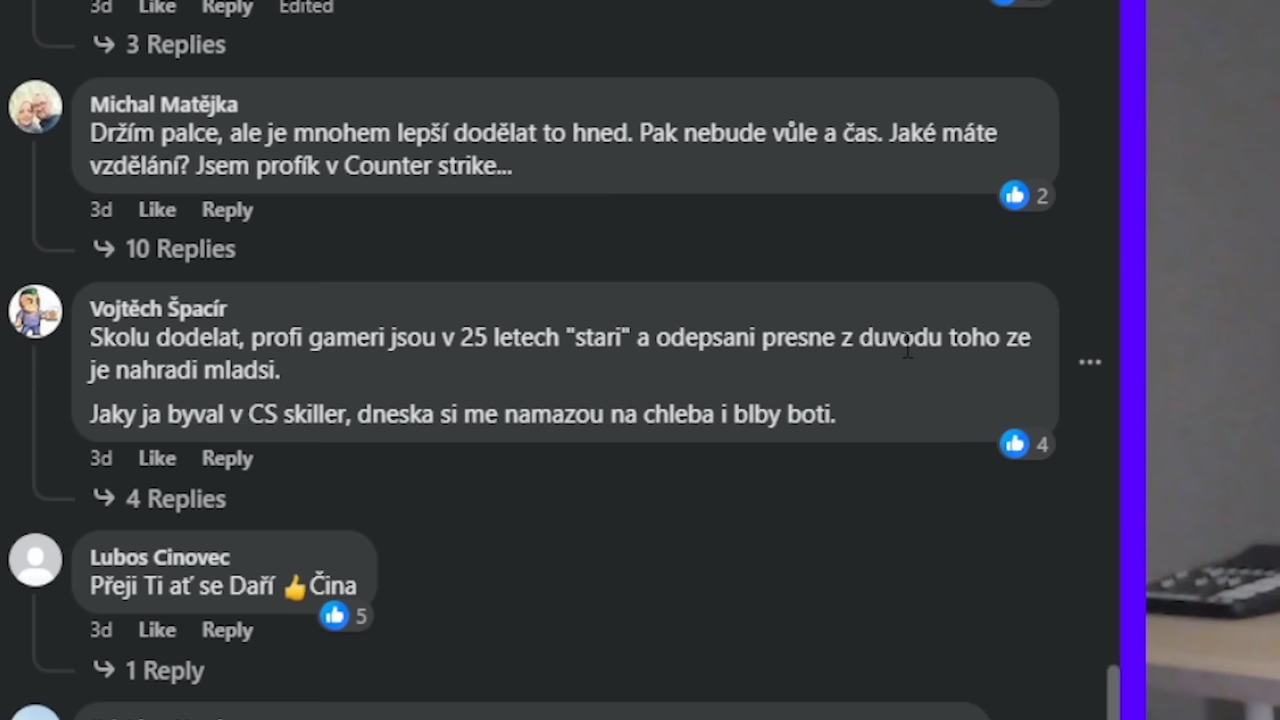 3d Like Reply Edited
3 Replies
Michal Matějka
Držím palce, ale je mnohem lepší dodělat to hned. Pak nebude vůle a čas. Jaké máte
vzdělání? Jsem profík v Counter strike...
2
3d Like Reply
10 Replies
Vojtěch Špacír
Skolu dodelat, profi gameri jsou v 25 letech "stari" a odepsani presne z duvodu toho ze
je nahradi mladsi.
Jaky ja byval v CS skiller, dneska si me namazou na chleba i blby boti.
4
3d Like Reply
4 Replies
Lubos Cinovec
Přeji Ti ať se Daří 👍Čina
5
3d Like Reply
1 Reply